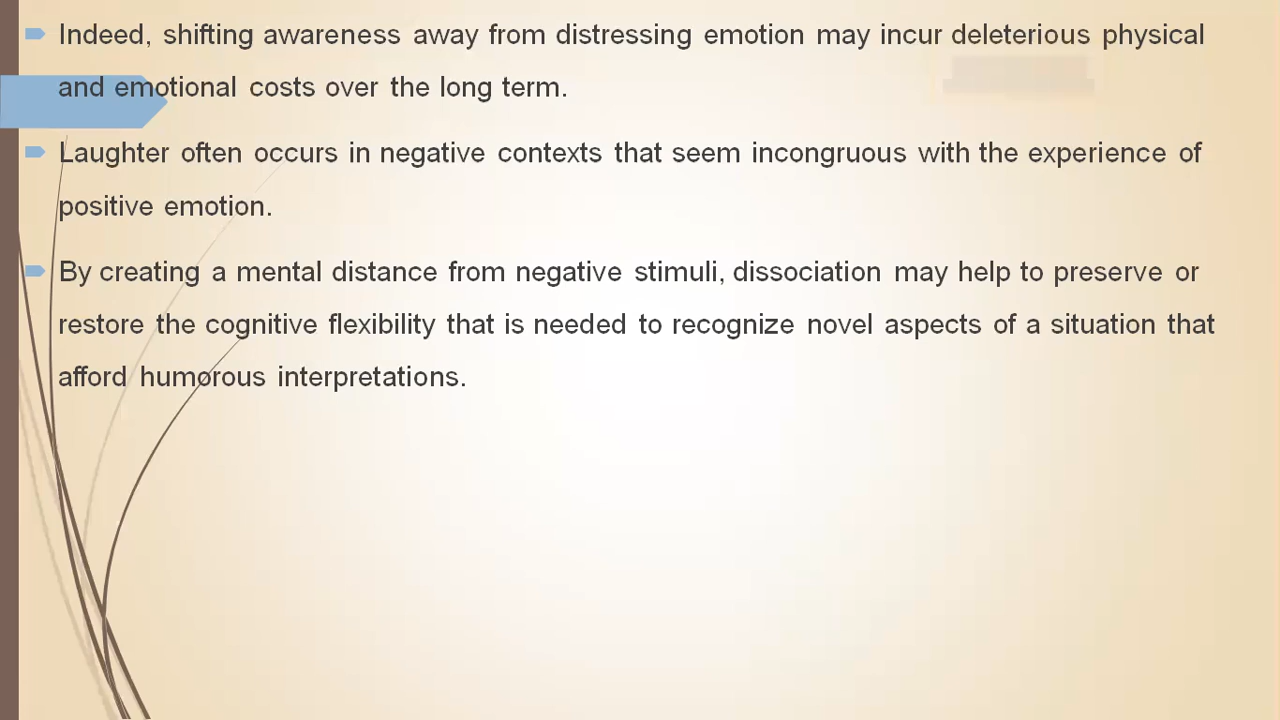 Indeed, shifting awareness away from distressing emotion may incur deleterious physical
and emotional costs over the long term.
Laughter often occurs in negative contexts that seem incongruous with the experience of
positive emotion.
By creating a mental distance from negative stimuli, dissociation may help to preserve or
restore the cognitive flexibility that is needed to recognize novel aspects of a situation that
afford humorous interpretations.